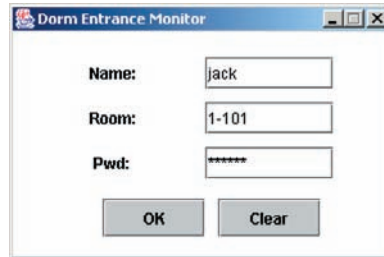 Dorm Entrance Monitor
Name: jack
Room: 1-101
Pwd: ******
OK Clear